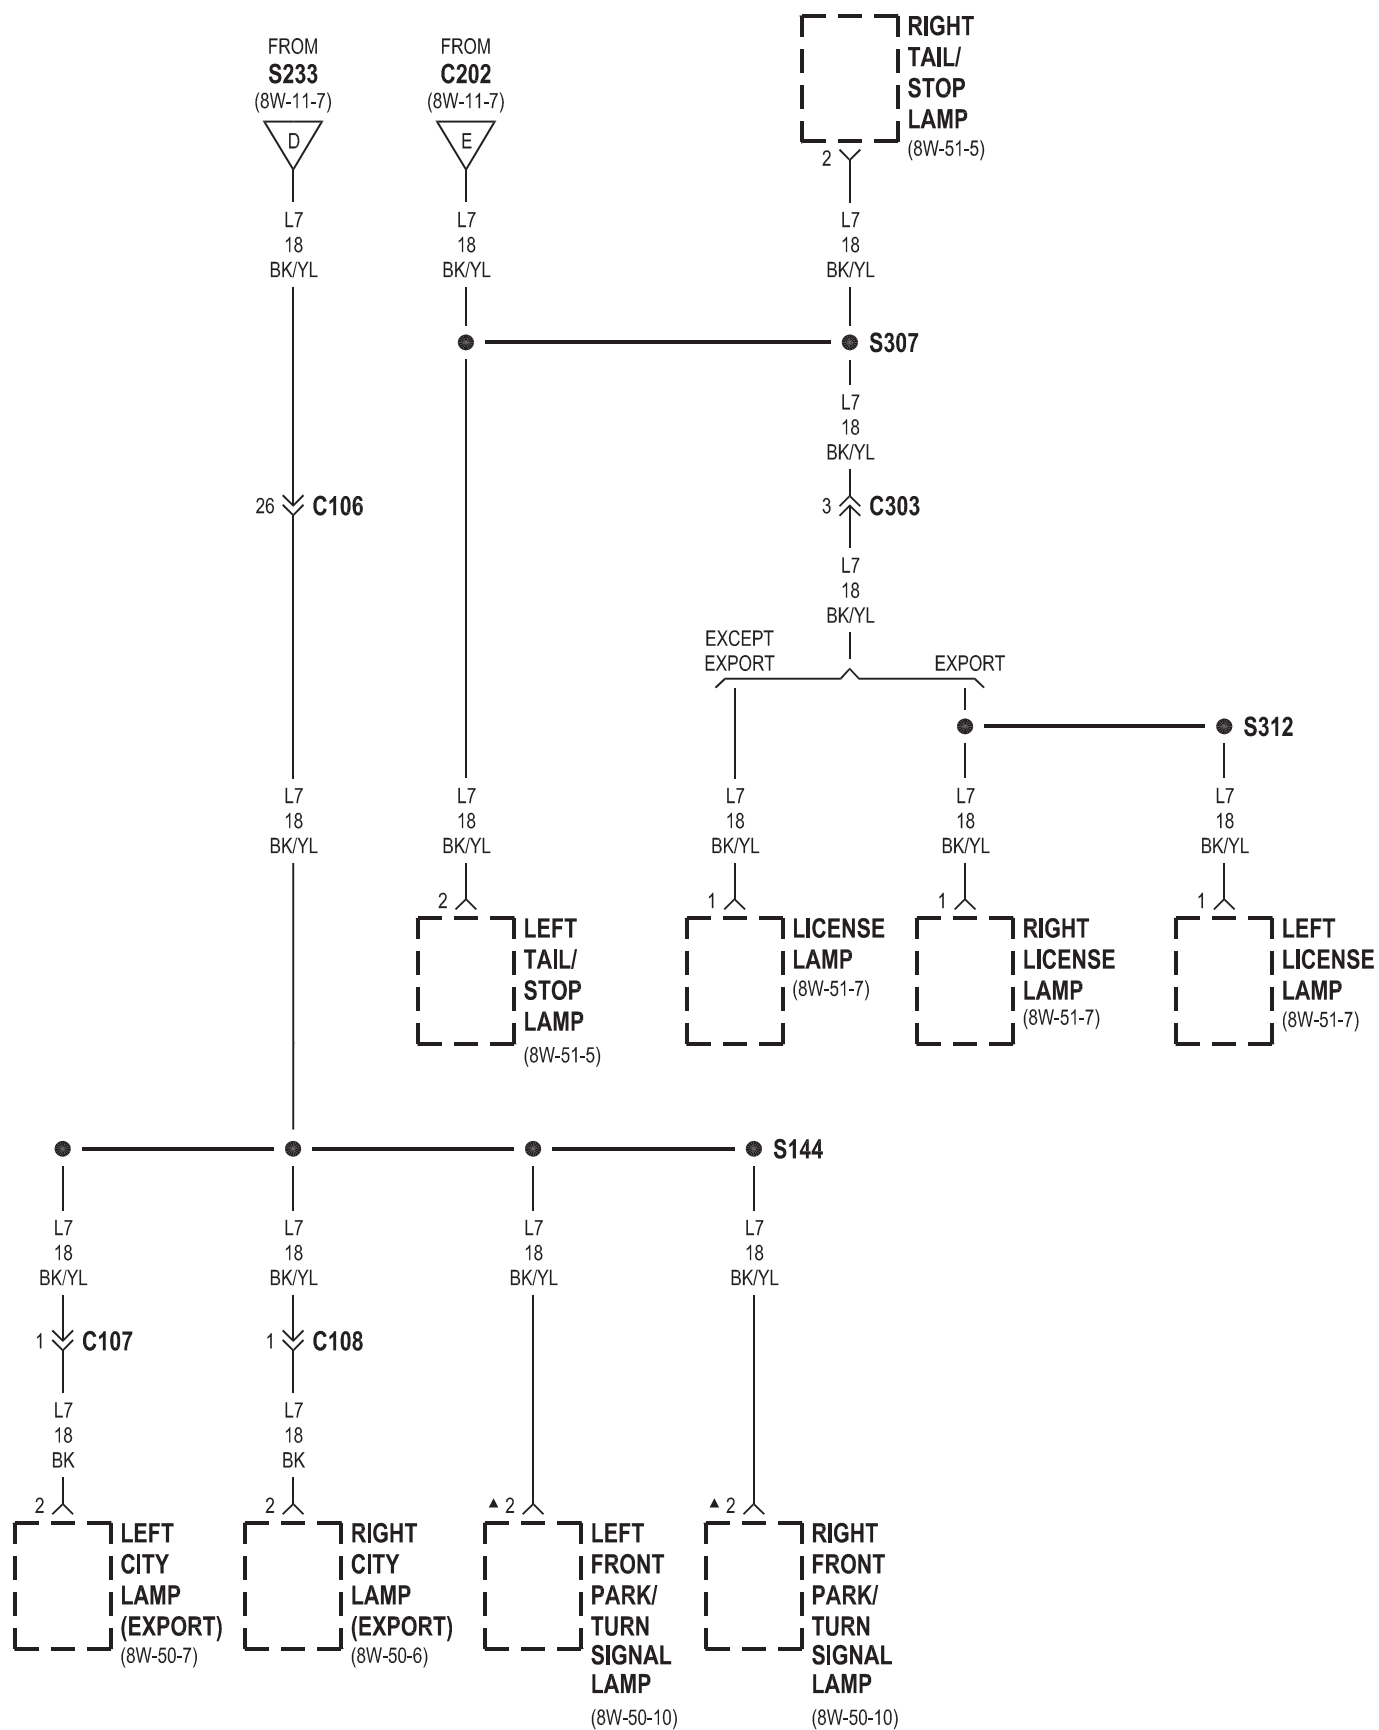 FROM
S233
(8W-11-7)
D
FROM
C202
(8W-11-7)
E
RIGHT
TAIL/
STOP
LAMP
(8W-51-5)
2
L7
18
BK/YL
L7
18
BK/YL
L7
18
BK/YL
S307
L7
18
BK/YL
26
C106
3
C303
L7
18
BK/YL
EXCEPT
EXPORT
EXPORT
S312
L7
18
BK/YL
L7
18
BK/YL
L7
18
BK/YL
L7
18
BK/YL
L7
18
BK/YL
2
LEFT
TAIL/
STOP
LAMP
(8W-51-5)
1
LICENSE
LAMP
(8W-51-7)
1
RIGHT
LICENSE
LAMP
(8W-51-7)
1
LEFT
LICENSE
LAMP
(8W-51-7)
S144
L7
18
BK/YL
L7
18
BK/YL
L7
18
BK/YL
L7
18
BK/YL
1
C107
1
C108
L7
18
BK
L7
18
BK
2
LEFT
CITY
LAMP
(EXPORT)
(8W-50-7)
2
RIGHT
CITY
LAMP
(EXPORT)
(8W-50-6)
▲ 2
LEFT
FRONT
PARK/
TURN
SIGNAL
LAMP
(8W-50-10)
▲ 2
RIGHT
FRONT
PARK/
TURN
SIGNAL
LAMP
(8W-50-10)